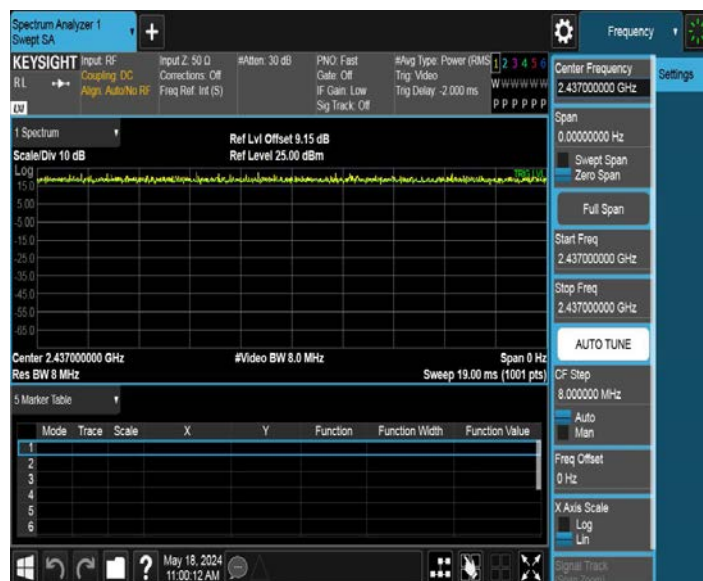 Spectrum Analyzer 1
Swept SA
+
Frequency
KEYSIGHT
RL
LXI
Input: RF
Coupling: DC
Align: Auto/No RF
Input Z: 50 Ω
Corrections: Off
Freq Ref: Int (S)
#Atten: 30 dB
PNO: Fast
Gate: Off
IF Gain: Low
Sig Track: Off
#Avg Type: Power (RMS
Trig: Video
Trig Delay: -2.000 ms
1 2 3 4 5 6
W W W W W W
P P P P P P
Center Frequency
2.437000000 GHz
Settings
Span
0.00000000 Hz
Swept Span
Zero Span
Full Span
Start Freq
2.437000000 GHz
Stop Freq
2.437000000 GHz
AUTO TUNE
CF Step
8.000000 MHz
Auto
Man
Freq Offset
0 Hz
X Axis Scale
Log
Lin
Signal Track
1 Spectrum
Scale/Div 10 dB
Ref Lvl Offset 9.15 dB
Ref Level 25.00 dBm
Log
TRIG LVL
15.0
5.00
-5.00
-15.0
-25.0
-35.0
-45.0
-55.0
-65.0
Center 2.437000000 GHz
#Video BW 8.0 MHz
Span 0 Hz
Res BW 8 MHz
Sweep 19.00 ms (1001 pts)
5 Marker Table
Mode Trace Scale X Y Function Function Width Function Value
1
2
3
4
5
6
?
May 18, 2024
11:00:12 AM